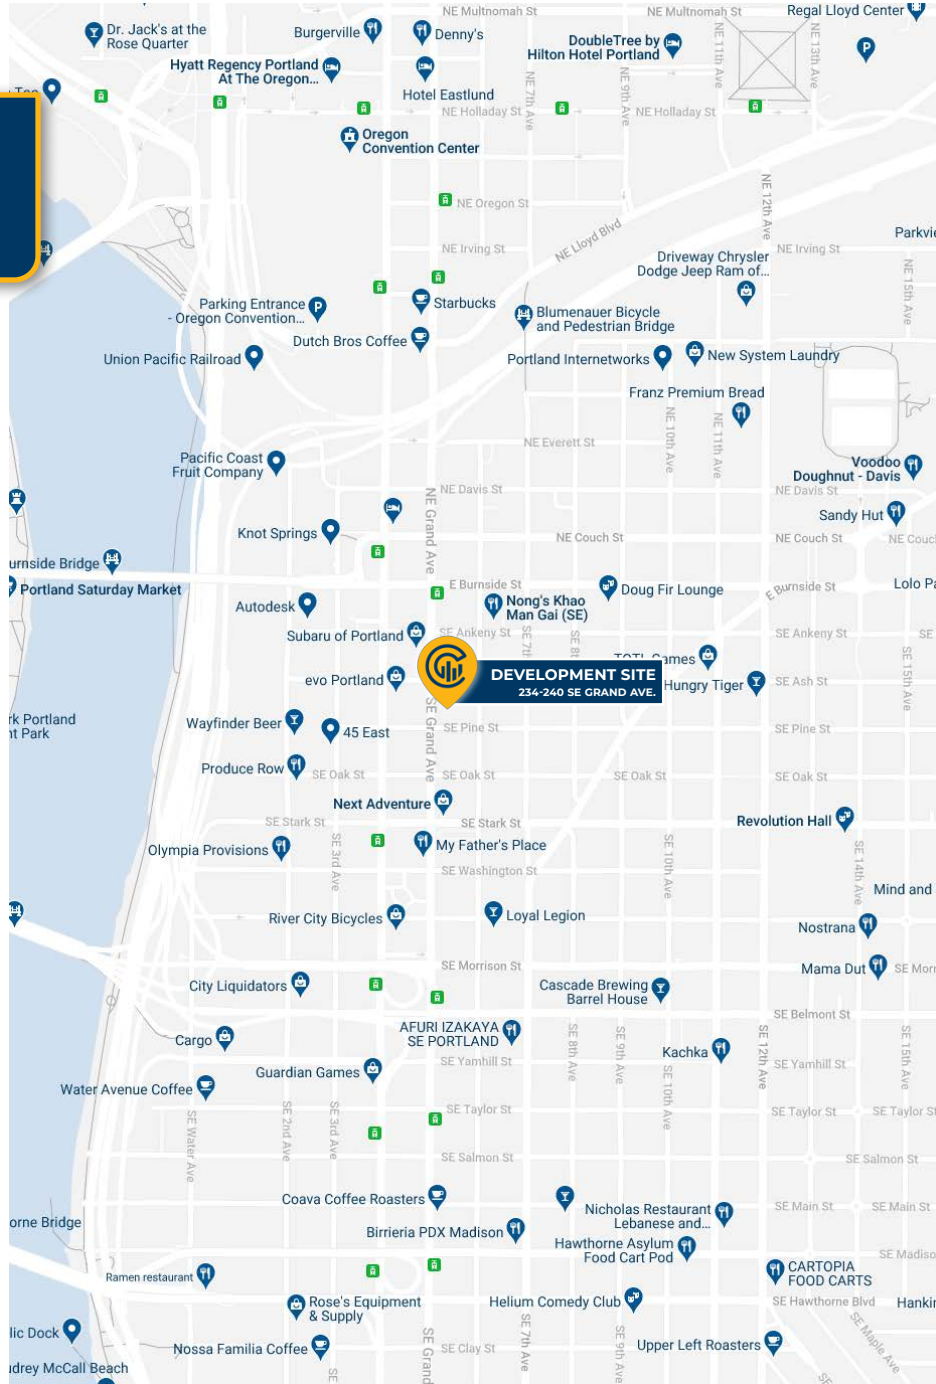 NE Multnomah St
NE Multnomah St
Regal Lloyd Center
Dr. Jack's at the
Rose Quarter
Burgerville
Denny's
DoubleTree by
Hilton Hotel Portland
NE 11th Ave
NE 13th Ave
P
Hyatt Regency Portland
At The Oregon...
Hotel Eastlund
NE 7th Ave
NE 9th Ave
NE Holladay St
NE Holladay St
Oregon
Convention Center
NE Oregon St
NE 12th Ave
NE Lloyd Blvd
NE Irving St
NE Irving St
Parkvie
Driveway Chrysler
Dodge Jeep Ram of...
NE 15th Ave
Parking Entrance
- Oregon Convention...
P
Starbucks
Blumenauer Bicycle
and Pedestrian Bridge
Dutch Bros Coffee
Union Pacific Railroad
Portland Internetworks
New System Laundry
Franz Premium Bread
NE 10th Ave
NE 11th Ave
NE Everett St
Pacific Coast
Fruit Company
Voodoo
Doughnut - Davis
NE Davis St
NE Davis St
NE Grand Ave
Sandy Hut
Knot Springs
NE Couch St
NE Couch St
NE Couc
urnside Bridge
Portland Saturday Market
E Burnside St
Doug Fir Lounge
E Burnside St
Lolo Pa
Autodesk
Nong's Khao
Man Gai (SE)
Subaru of Portland
SE Ankeny St
SE 7th
SE 8t
SE Ankeny St
SE
evo Portland
DEVELOPMENT SITE
234-240 SE GRAND AVE.
Hungry Tiger
SE Ash St
SE 15th Ave
rk Portland
nt Park
Wayfinder Beer
45 East
SE Grand Ave
SE Pine St
SE Pine St
Produce Row
SE Oak St
SE Oak St
SE Oak St
SE Oak St
Next Adventure
SE Stark St
SE Stark St
Revolution Hall
Olympia Provisions
SE 3rd Ave
My Father's Place
SE Washington St
SE 10th Ave
SE 14th Ave
Mind and
River City Bicycles
Loyal Legion
Nostrana
SE Morrison St
Mama Dut
SE Morr
City Liquidators
Cascade Brewing
Barrel House
SE Belmont St
Cargo
AFURI IZAKAYA
SE PORTLAND
SE 8th Ave
SE 9th Ave
SE 12th Ave
SE 15th Ave
Kachka
SE Yamhill St
SE Yamhill St
Guardian Games
SE 10th Ave
Water Avenue Coffee
SE Water Ave
SE 2nd Ave
SE 3rd Ave
SE Taylor St
SE Taylor St
SE Taylor St
SE Salmon St
SE Salmon St
Coava Coffee Roasters
Nicholas Restaurant
Lebanese and...
SE Main St
SE Main St
orne Bridge
Birrieria PDX Madison
Hawthorne Asylum
Food Cart Pod
SE Madiso
Ramen restaurant
CARTOPIA
FOOD CARTS
Rose's Equipment
& Supply
Helium Comedy Club
SE Hawthorne Blvd
Hankin
lic Dock
Nossa Familia Coffee
SE
SE Grand
SE Clay St
SE 7th Ave
SE 9th Ave
Upper Left Roasters
SE Maple Ave
SE
udrey McCall Beach